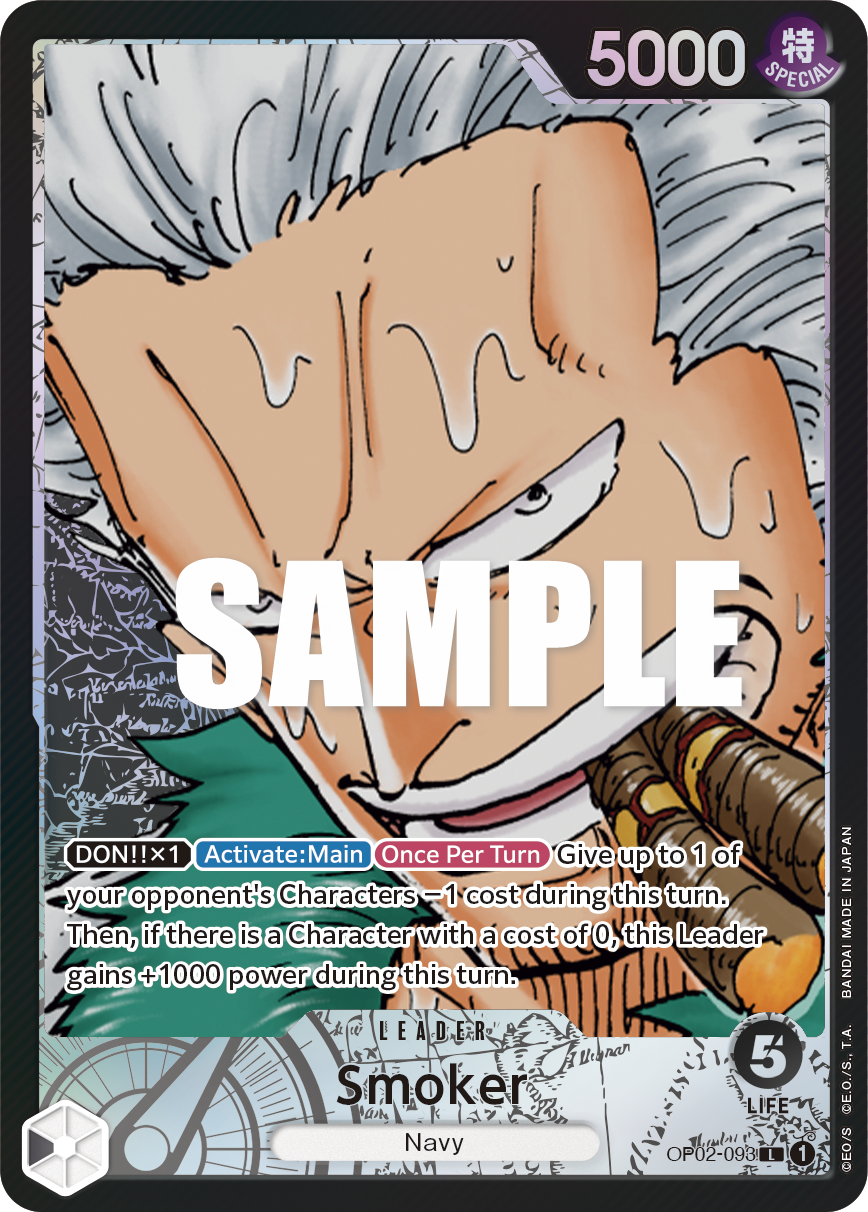 5000
特
SPECIAL
SAMPLE
DON!!×1 Activate:Main Once Per Turn Give up to 1 of
your opponent's Characters −1 cost during this turn.
Then, if there is a Character with a cost of 0, this Leader
gains +1000 power during this turn.
LEADER
Smoker
Navy
5
LIFE
OP02-093 L 1
©EO/S ©E.O./S., T.A. BANDAI MADE IN JAPAN